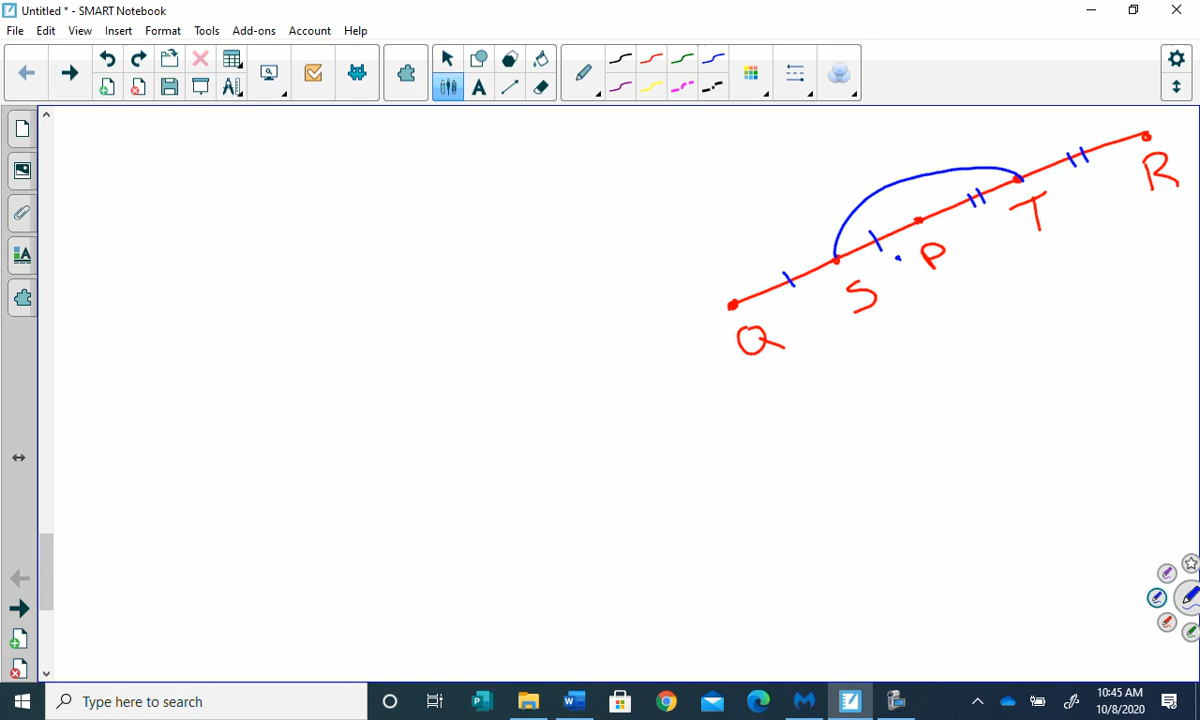 Untitled * - SMART Notebook
File Edit View Insert Format Tools Add-ons Account Help
R
T
P
S
Q
Type here to search
10:45 AM
10/8/2020